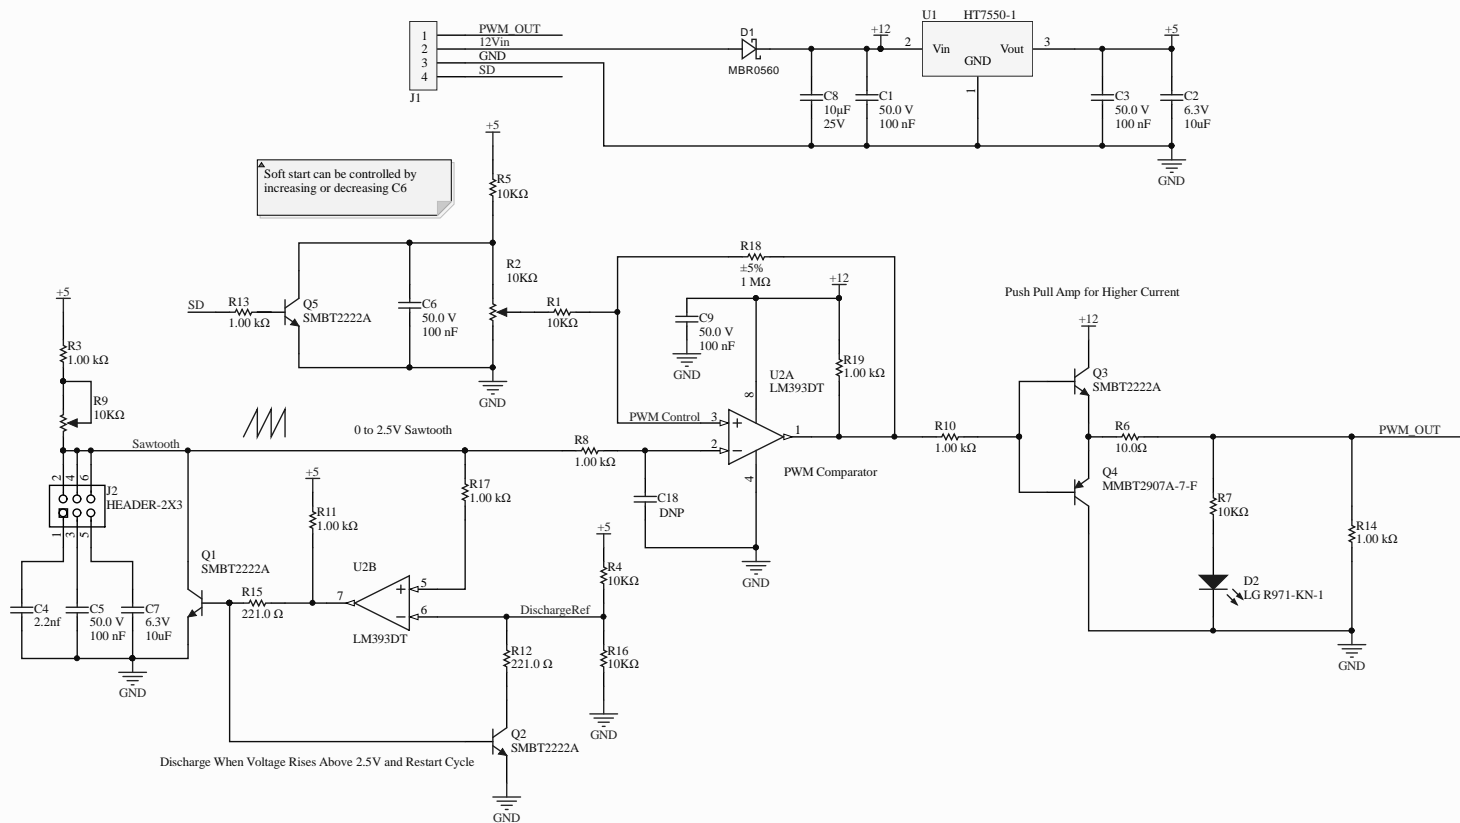 U1 HT7550-1
1 PWM_OUT
2 12Vin
3 GND
4 SD
J1
D1
MBR0560
+12
2 Vin Vout 3
GND
1
+5
C8
10µF
25V
C1
50.0 V
100 nF
C3
50.0 V
100 nF
C2
6.3V
10uF
GND
Soft start can be controlled by
increasing or decreasing C6
+5
R5
10KΩ
R2
10KΩ
SD
R13
1.00 kΩ
Q5
SMBT2222A
C6
50.0 V
100 nF
R1
10KΩ
GND
R18
±5%
1 MΩ
+12
C9
50.0 V
100 nF
GND
R19
1.00 kΩ
U2A
LM393DT
8
PWM Control 3
2
1
4
PWM Comparator
Push Pull Amp for Higher Current
+12
Q3
SMBT2222A
R10
1.00 kΩ
R6
10.0Ω
PWM_OUT
Q4
MMBT2907A-7-F
R7
10KΩ
R14
1.00 kΩ
D2
LG R971-KN-1
GND
+5
R3
1.00 kΩ
R9
10KΩ
Sawtooth
0 to 2.5V Sawtooth
R8
1.00 kΩ
C18
DNP
GND
2 4 6
J2
HEADER-2X3
1 3 5
+5
R11
1.00 kΩ
R17
1.00 kΩ
Q1
SMBT2222A
R15
221.0 Ω
U2B
7
5
6
LM393DT
DischargeRef
+5
R4
10KΩ
R16
10KΩ
GND
C4
2.2nf
C5
50.0 V
100 nF
C7
6.3V
10uF
GND
R12
221.0 Ω
Q2
SMBT2222A
Discharge When Voltage Rises Above 2.5V and Restart Cycle
GND